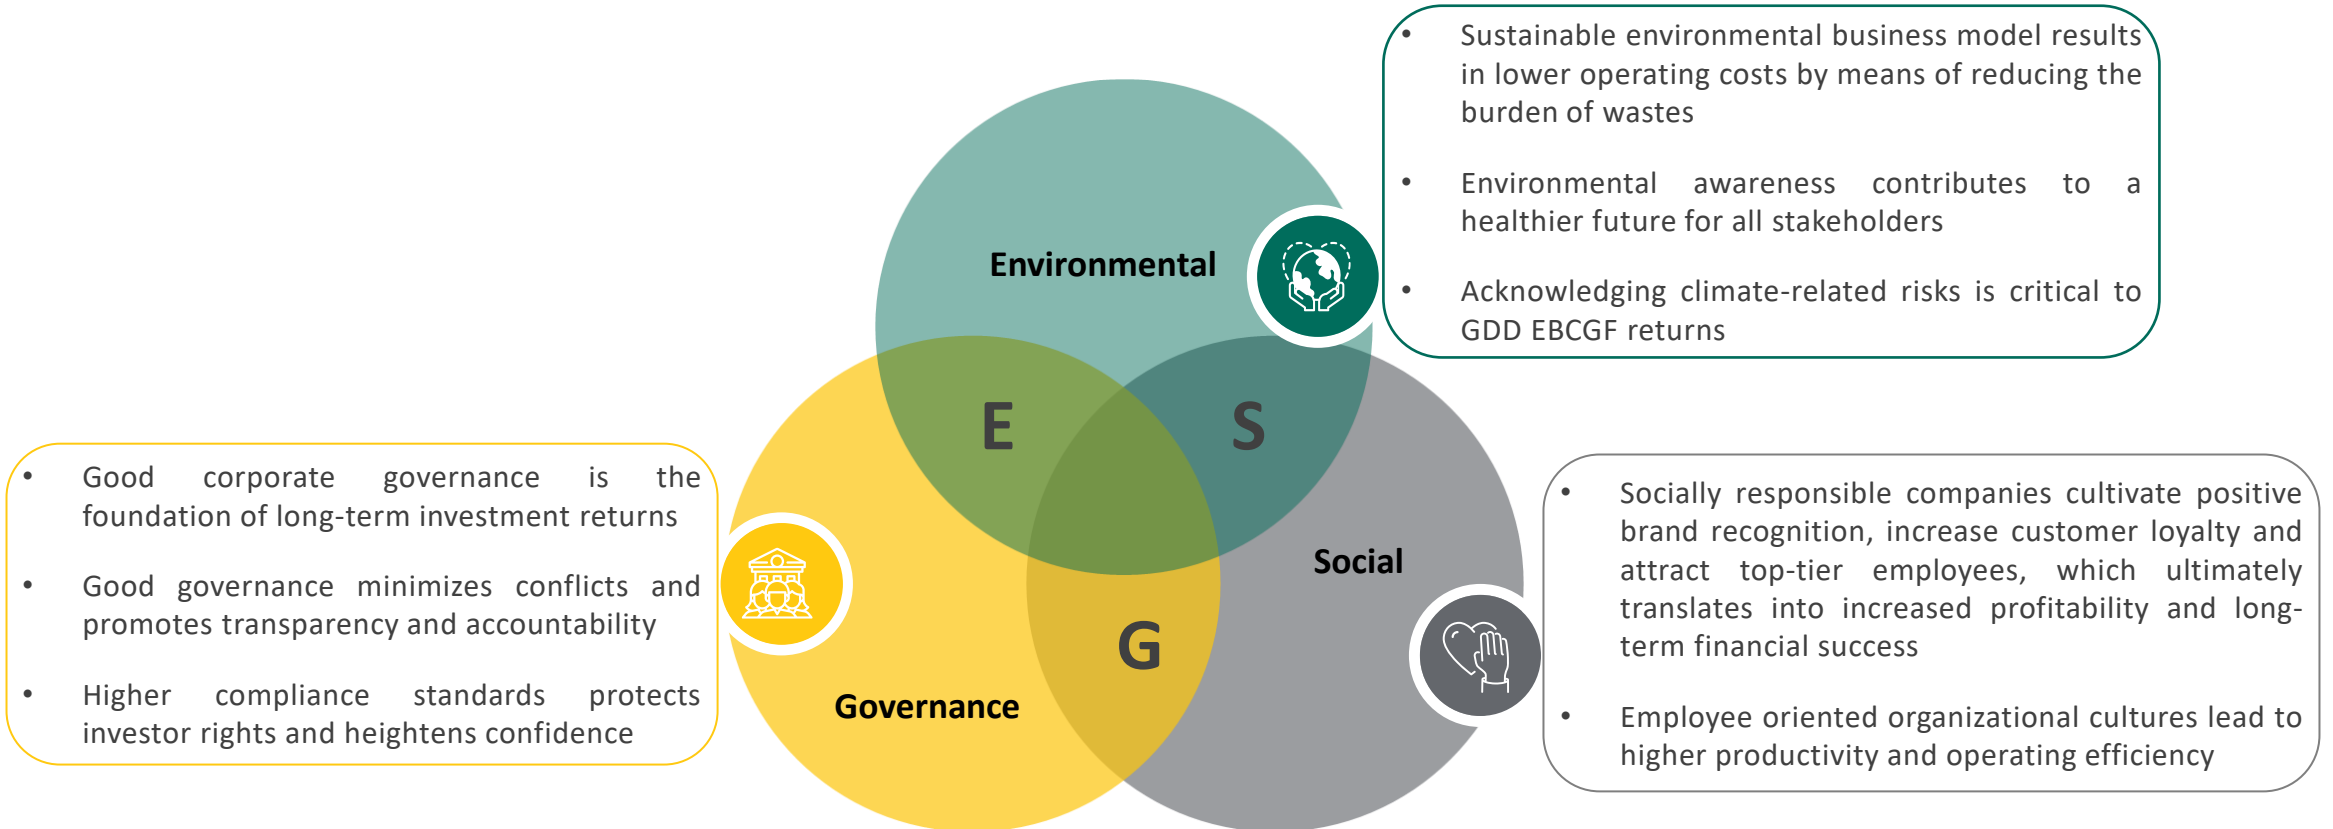 • Sustainable environmental business model results
in lower operating costs by means of reducing the
burden of wastes
• Environmental awareness contributes to a
healthier future for all stakeholders
• Acknowledging climate-related risks is critical to
GDD EBCGF returns
Environmental
E
S
G
Social
Governance
• Good corporate governance is the
foundation of long-term investment returns
• Good governance minimizes conflicts and
promotes transparency and accountability
• Higher compliance standards protects
investor rights and heightens confidence
• Socially responsible companies cultivate positive
brand recognition, increase customer loyalty and
attract top-tier employees, which ultimately
translates into increased profitability and long-
term financial success
• Employee oriented organizational cultures lead to
higher productivity and operating efficiency